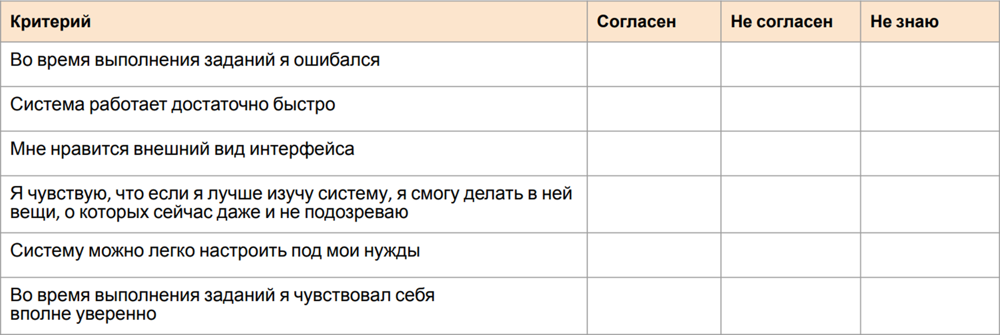 Критерий Согласен Не согласен Не знаю
Во время выполнения заданий я ошибался
Система работает достаточно быстро
Мне нравится внешний вид интерфейса
Я чувствую, что если я лучше изучу систему, я смогу делать в ней
вещи, о которых сейчас даже и не подозреваю
Систему можно легко настроить под мои нужды
Во время выполнения заданий я чувствовал себя
вполне уверенно